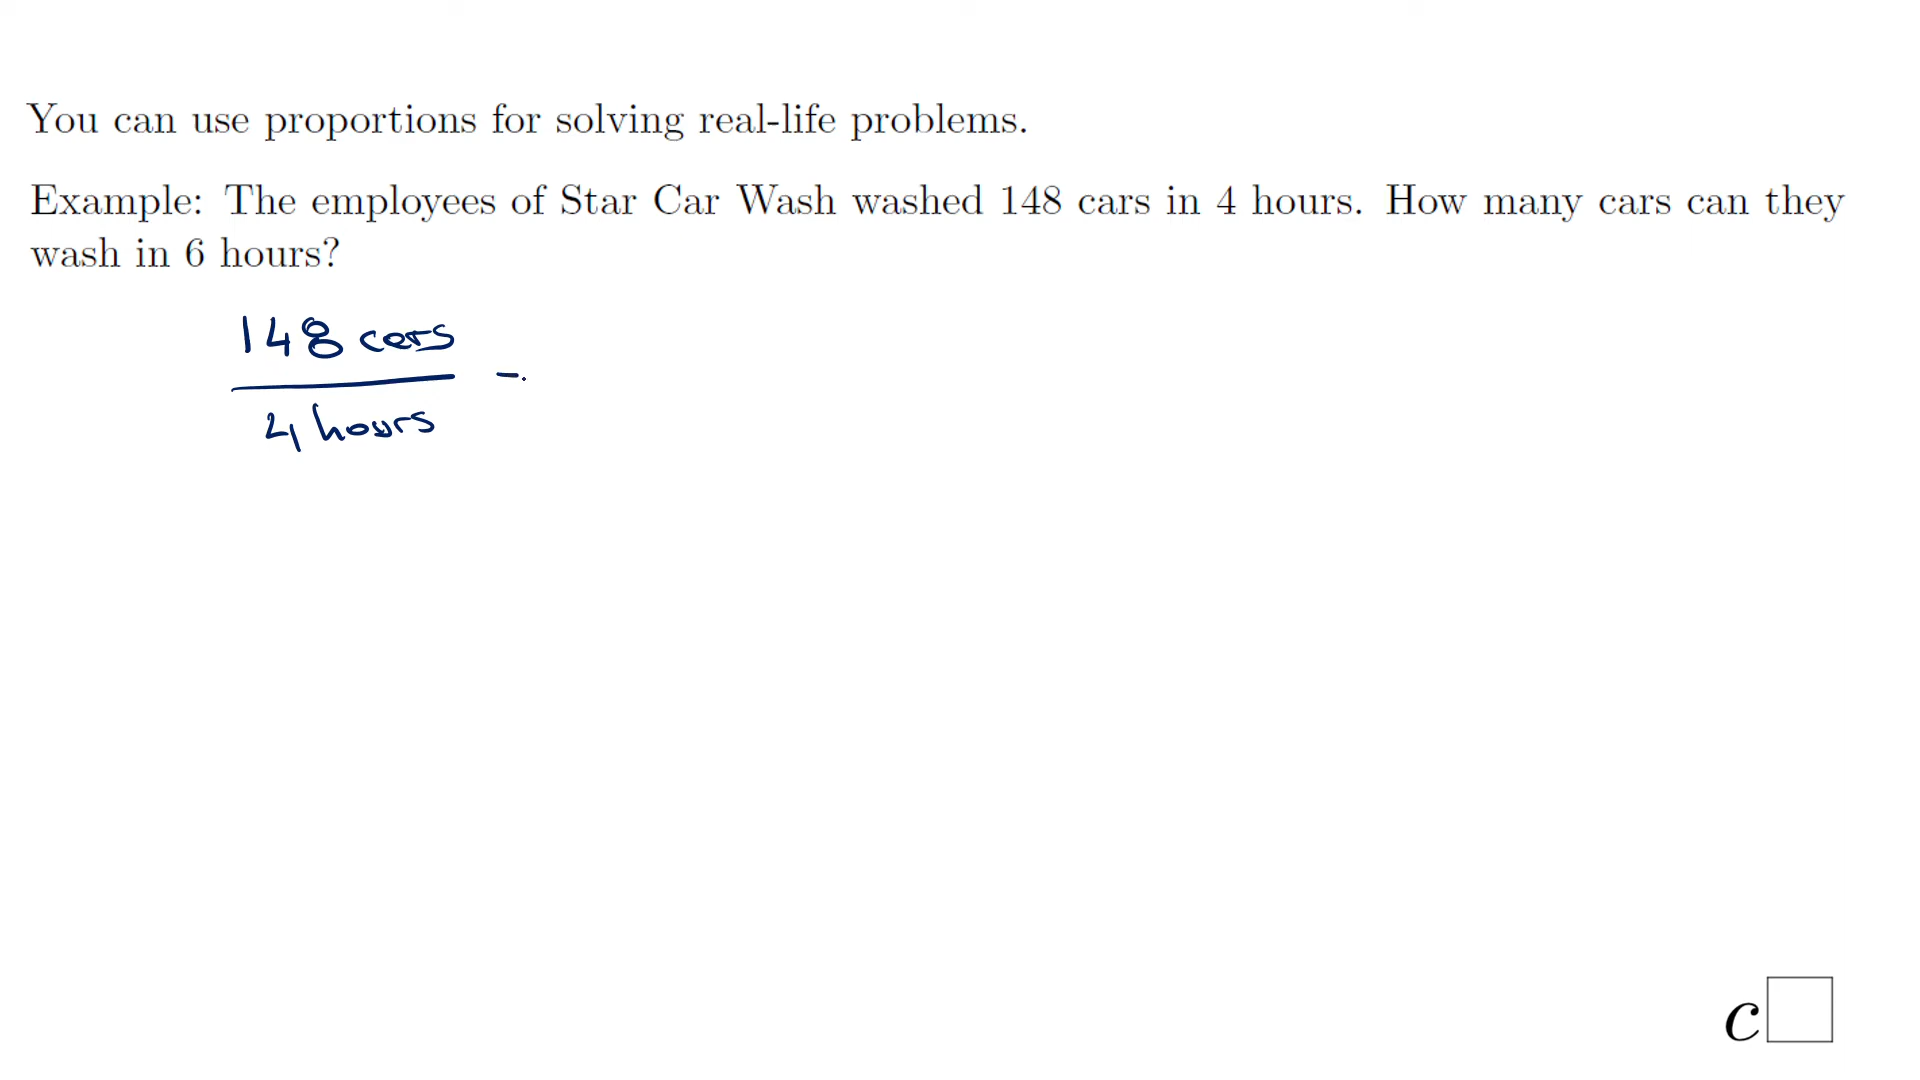 You can use proportions for solving real-life problems.
Example: The employees of Star Car Wash washed 148 cars in 4 hours. How many cars can they
wash in 6 hours?
148 cars
4 hours
C